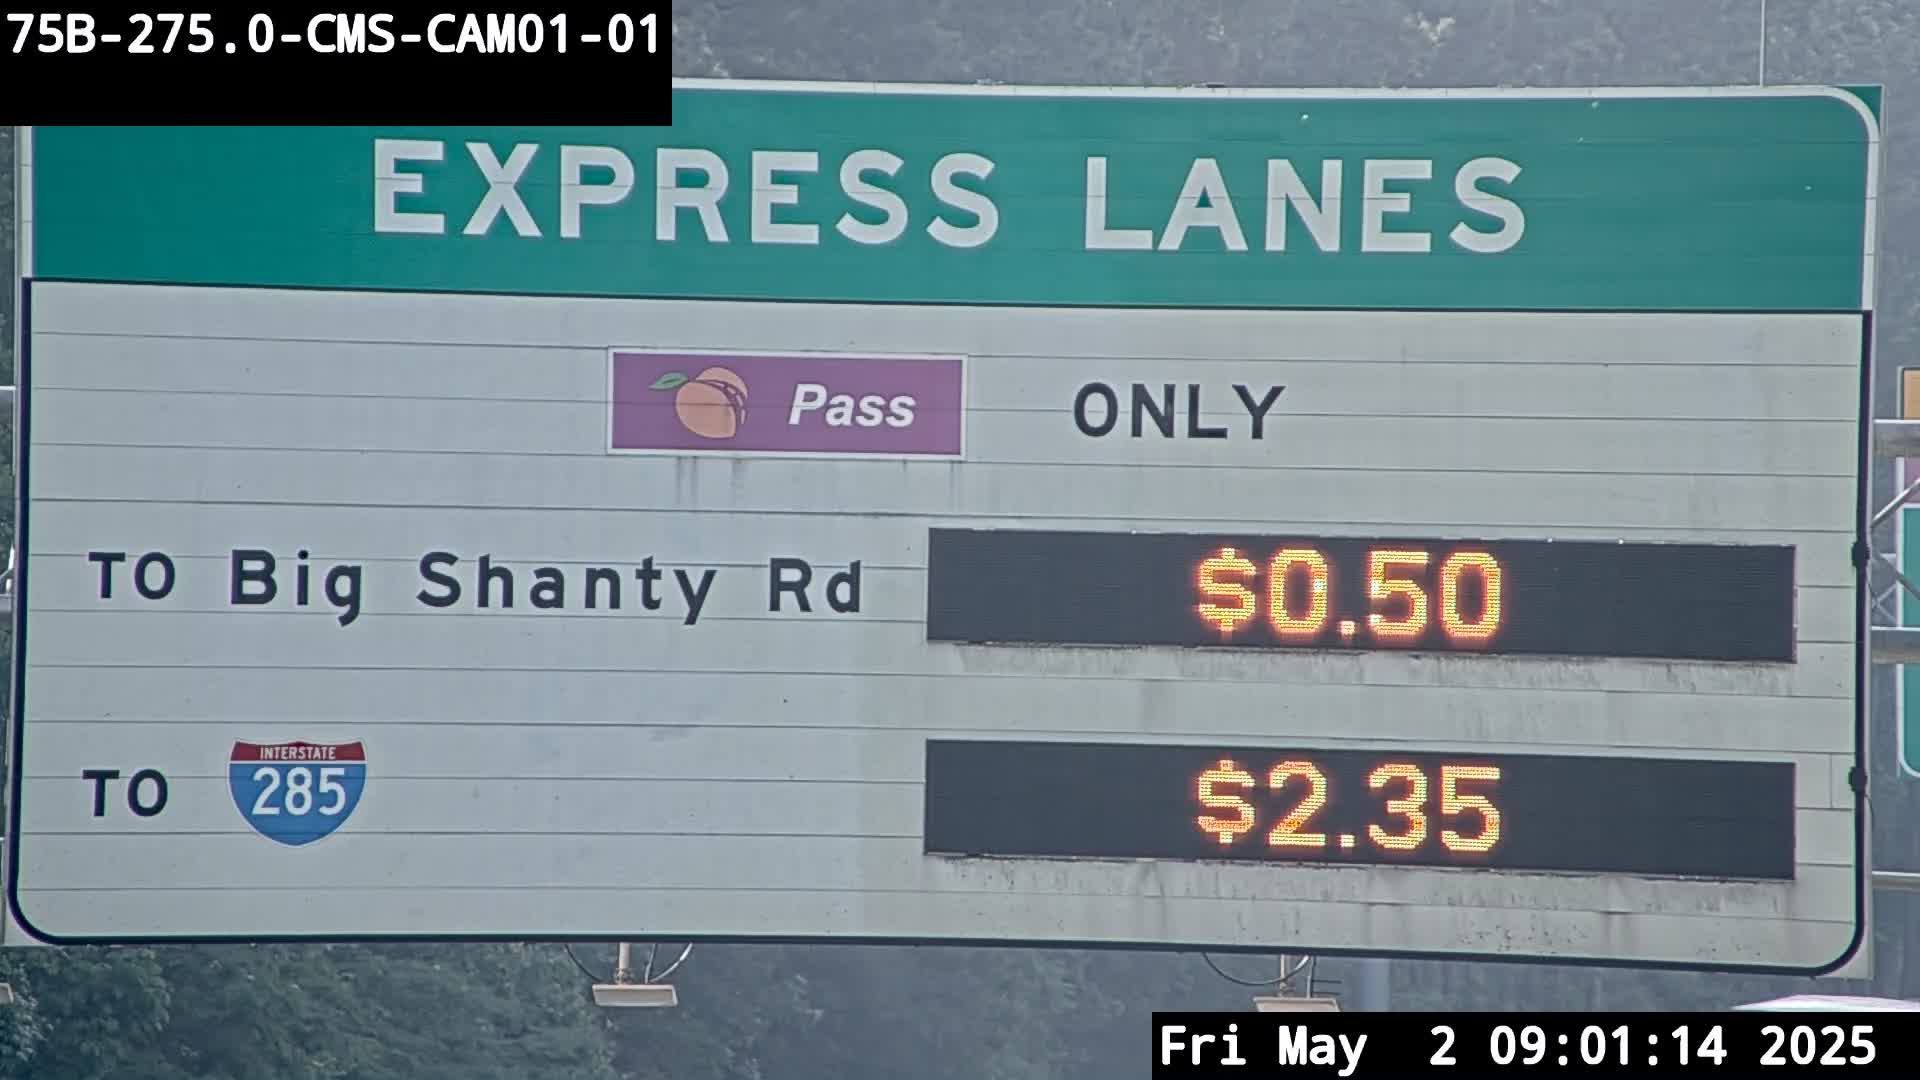 75B-275.0-CMS-CAM01-01
EXPRESS LANES
Pass ONLY
TO Big Shanty Rd $0.50
INTERSTATE
TO 285 $2.35
Fri May 2 09:01:14 2025